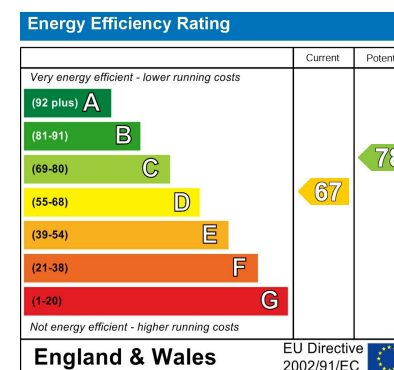 Energy Efficiency Rating
Current
Very energy efficient - lower running costs
(92 plus) A
(81-91) B
(69-80) C
(55-68) D
67
(39-54) E
(21-38) F
(1-20) G
Not energy efficient - higher running costs
England & Wales
EU Directive
2002/91/EC